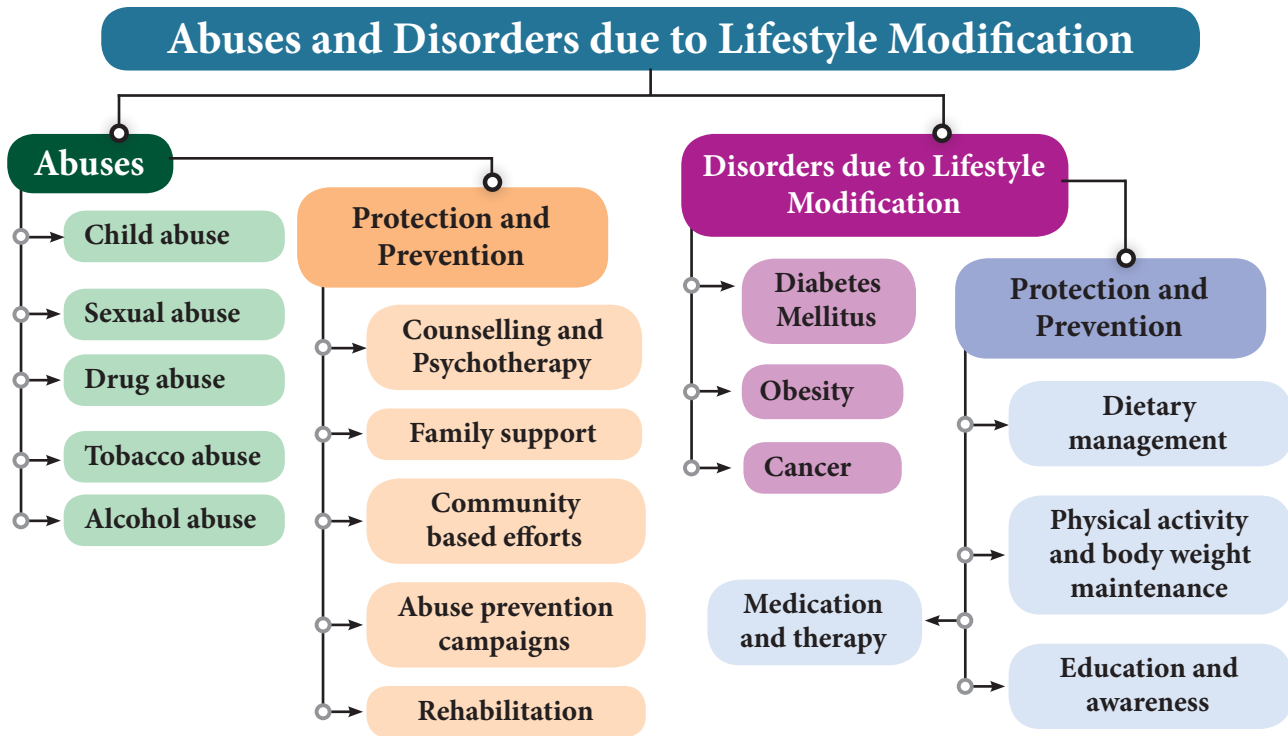 Abuses and Disorders due to Lifestyle Modification
Abuses
Child abuse
Sexual abuse
Drug abuse
Tobacco abuse
Alcohol abuse
Protection and
Prevention
Counselling and
Psychotherapy
Family support
Community
based efforts
Abuse prevention
campaigns
Rehabilitation
Disorders due to Lifestyle
Modification
Diabetes
Mellitus
Obesity
Cancer
Protection and
Prevention
Dietary
management
Physical activity
and body weight
maintenance
Medication
and therapy
Education and
awareness